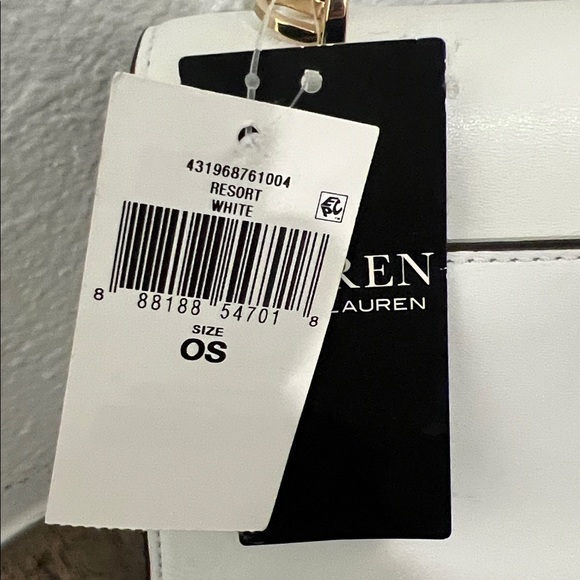 431968761004
RESORT
WHITE
8 88188 54701 8
SIZE
OS
REN
LAUREN